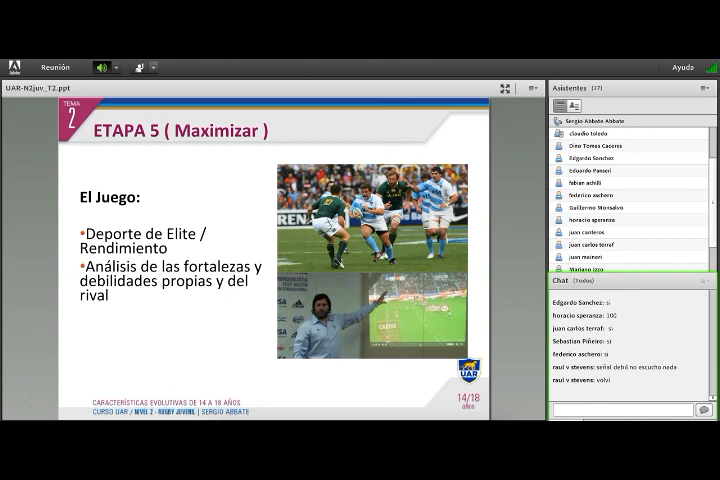 Adobe
Reunión
Ayuda
UAR-N2juv_T2.ppt
TEMA
2
ETAPA 5 ( Maximizar )
El Juego:
•Deporte de Elite /
Rendimiento
•Análisis de las fortalezas y
debilidades propias y del
rival
UAR
14/18
años
CARACTERÍSTICAS EVOLUTIVAS DE 14 A 18 AÑOS
CURSO UAR / NIVEL 2 - RUGBY JUVENIL | SERGIO ABBATE
Asistentes (17)
Sergio Abbate Abbate
claudio toledo
Dino Tomas Caceres
Edgardo Sanchez
Eduardo Panseri
fabian achilli
federico aschero
Guillermo Monsalvo
horacio speranza
juan canteros
juan carlos terraf
juan maineri
Mariano Izzo
Chat (Todos)
Edgardo Sanchez: si
horacio speranza: 100
juan carlos terraf: si
Sebastian Piñeiro: si
federico aschero: si
raul v stevens: señal debil no escucho nada
raul v stevens: volvi